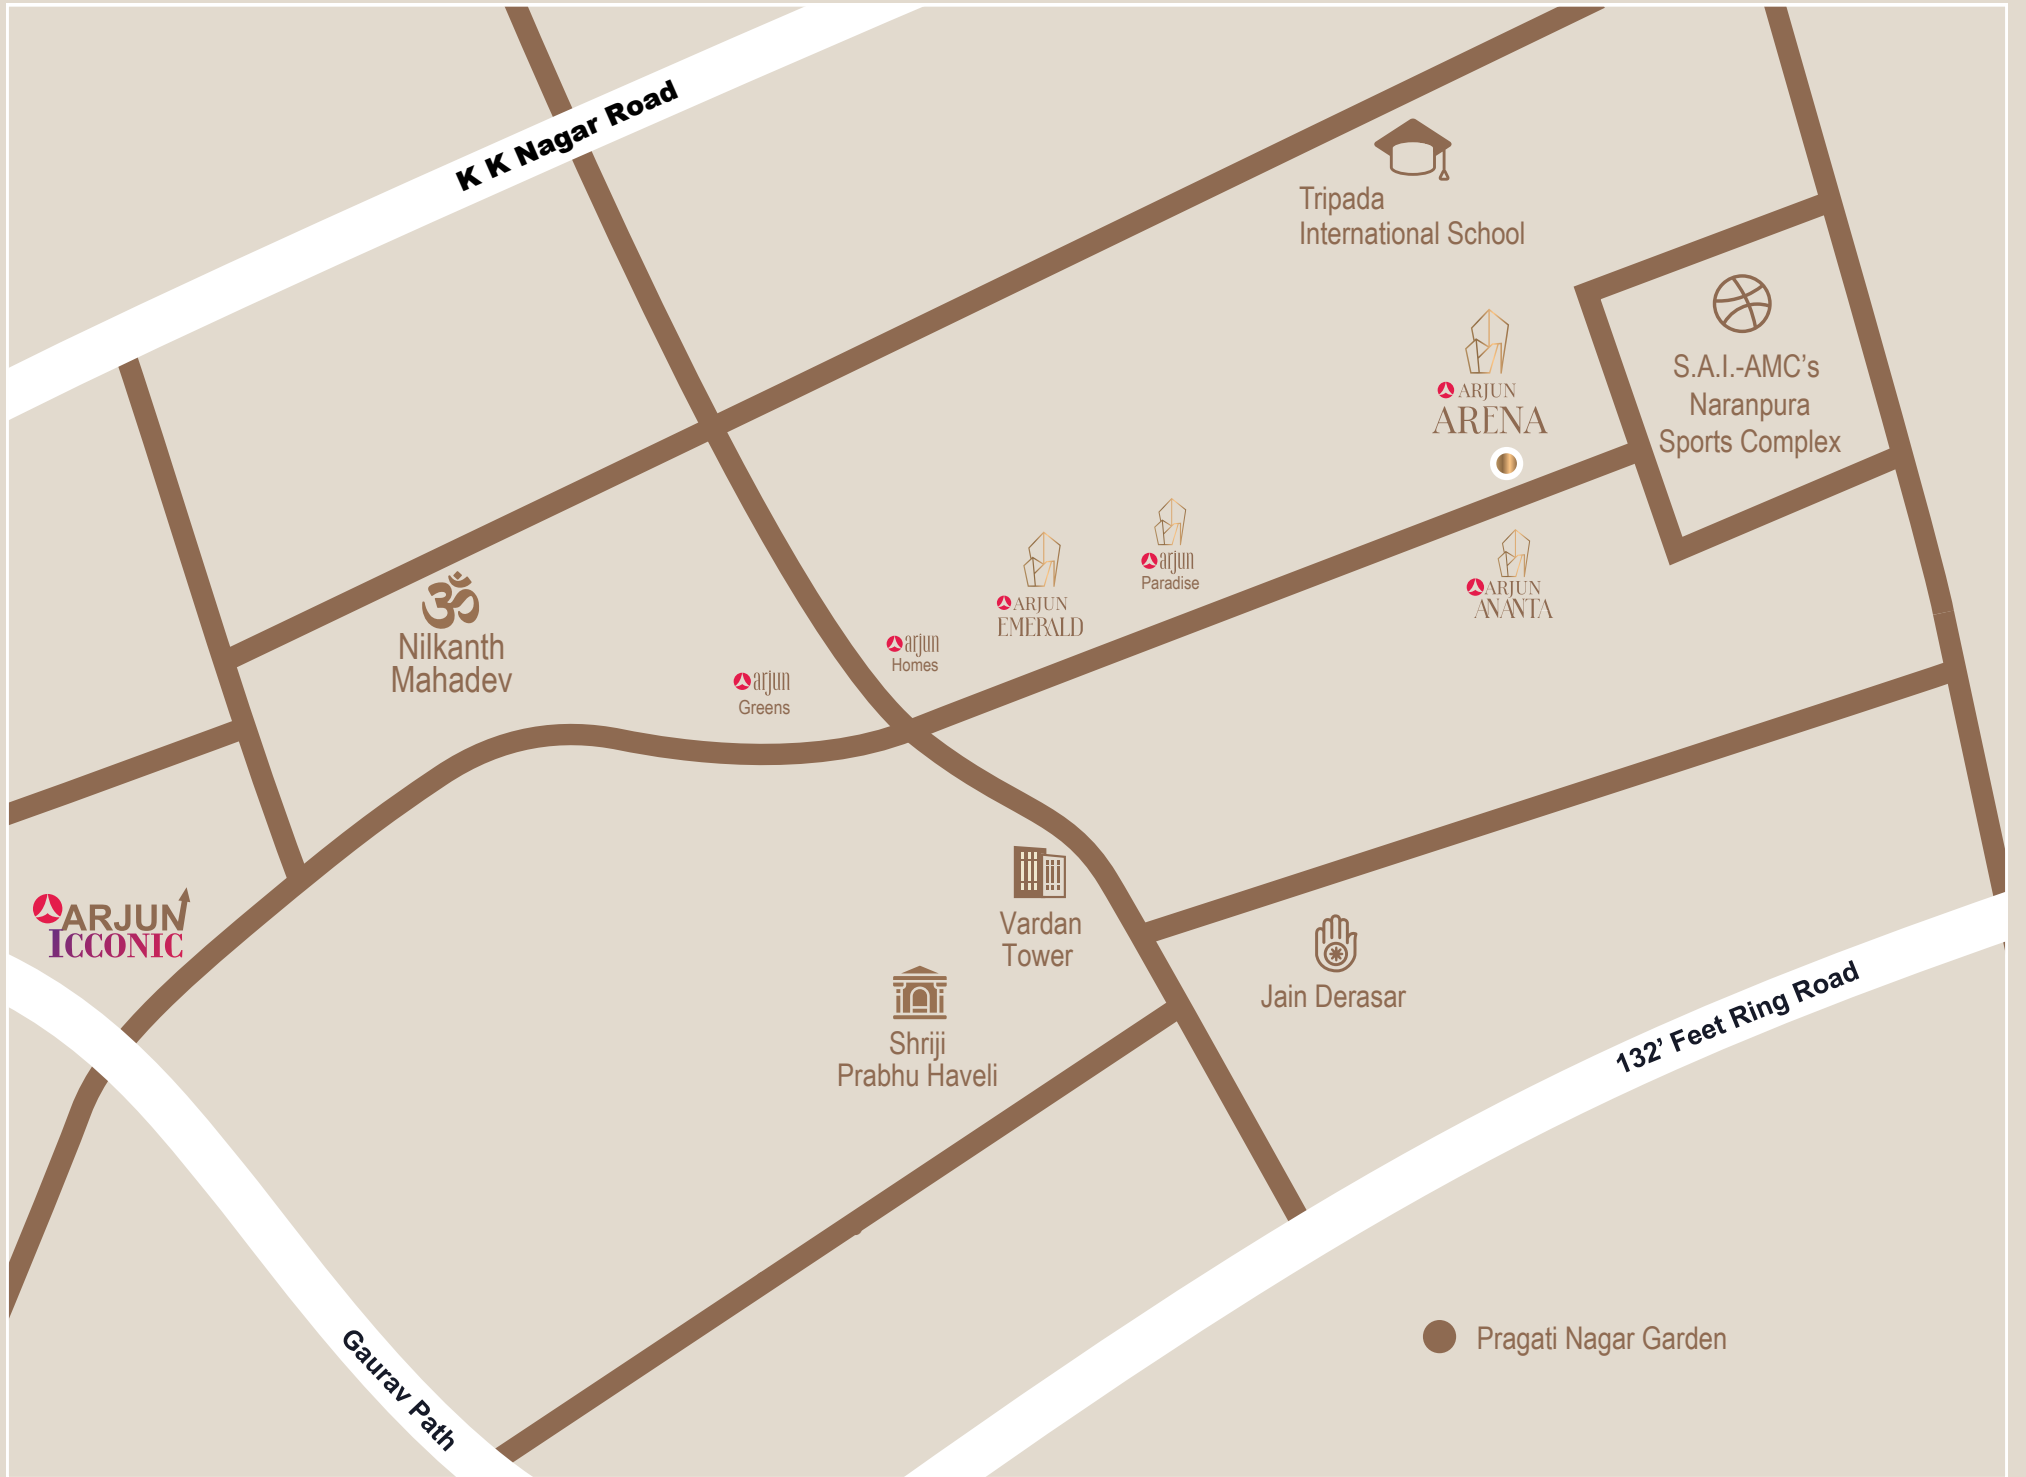 K K Nagar Road
Tripada
International School
S.A.I.-AMC’s
Naranpura
Sports Complex
ARJUN
ARENA
arjun
Paradise
ARJUN
ANANTA
ARJUN
EMERALD
arjun
Homes
arjun
Greens
ॐ
Nilkanth
Mahadev
ARJUN
ICCONIC
Vardan
Tower
Jain Derasar
Shriji
Prabhu Haveli
132’ Feet Ring Road
Gaurav Path
Pragati Nagar Garden